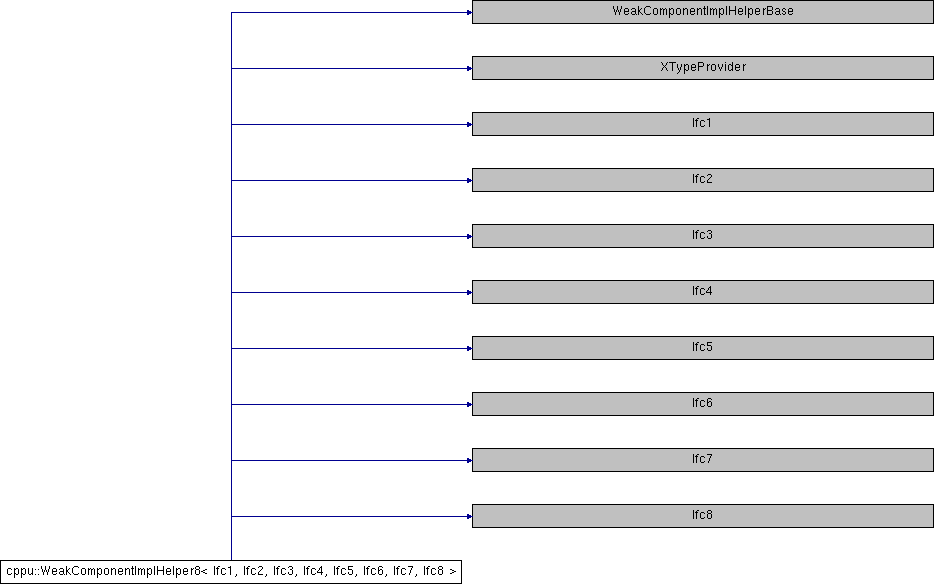 WeakComponentImplHelperBase
XTypeProvider
Ifc1
Ifc2
Ifc3
Ifc4
Ifc5
Ifc6
Ifc7
Ifc8
cppu::WeakComponentImplHelper8< Ifc1, Ifc2, Ifc3, Ifc4, Ifc5, Ifc6, Ifc7, Ifc8 >